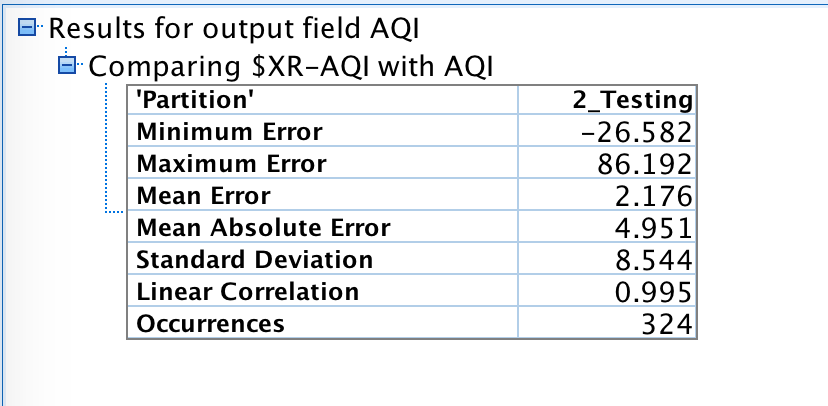 Results for output field AQI
Comparing $XR-AQI with AQI
'Partition' 2_Testing
Minimum Error -26.582
Maximum Error 86.192
Mean Error 2.176
Mean Absolute Error 4.951
Standard Deviation 8.544
Linear Correlation 0.995
Occurrences 324